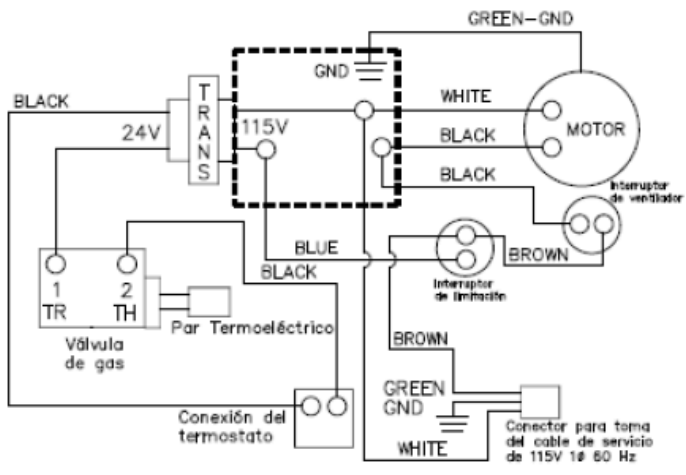 GREEN-GND
GND
BLACK
TRANS
24V
115V
WHITE
MOTOR
BLACK
BLACK
Interruptor
de ventilador
BLUE
BROWN
BLACK
Interruptor
de limitación
1
2
TR
TH
Par Termoeléctrico
Válvula
de gas
BROWN
GREEN
GND
Conexión del
termostato
WHITE
Conector para toma
del cable de servicio
de 115V 1ø 60 Hz